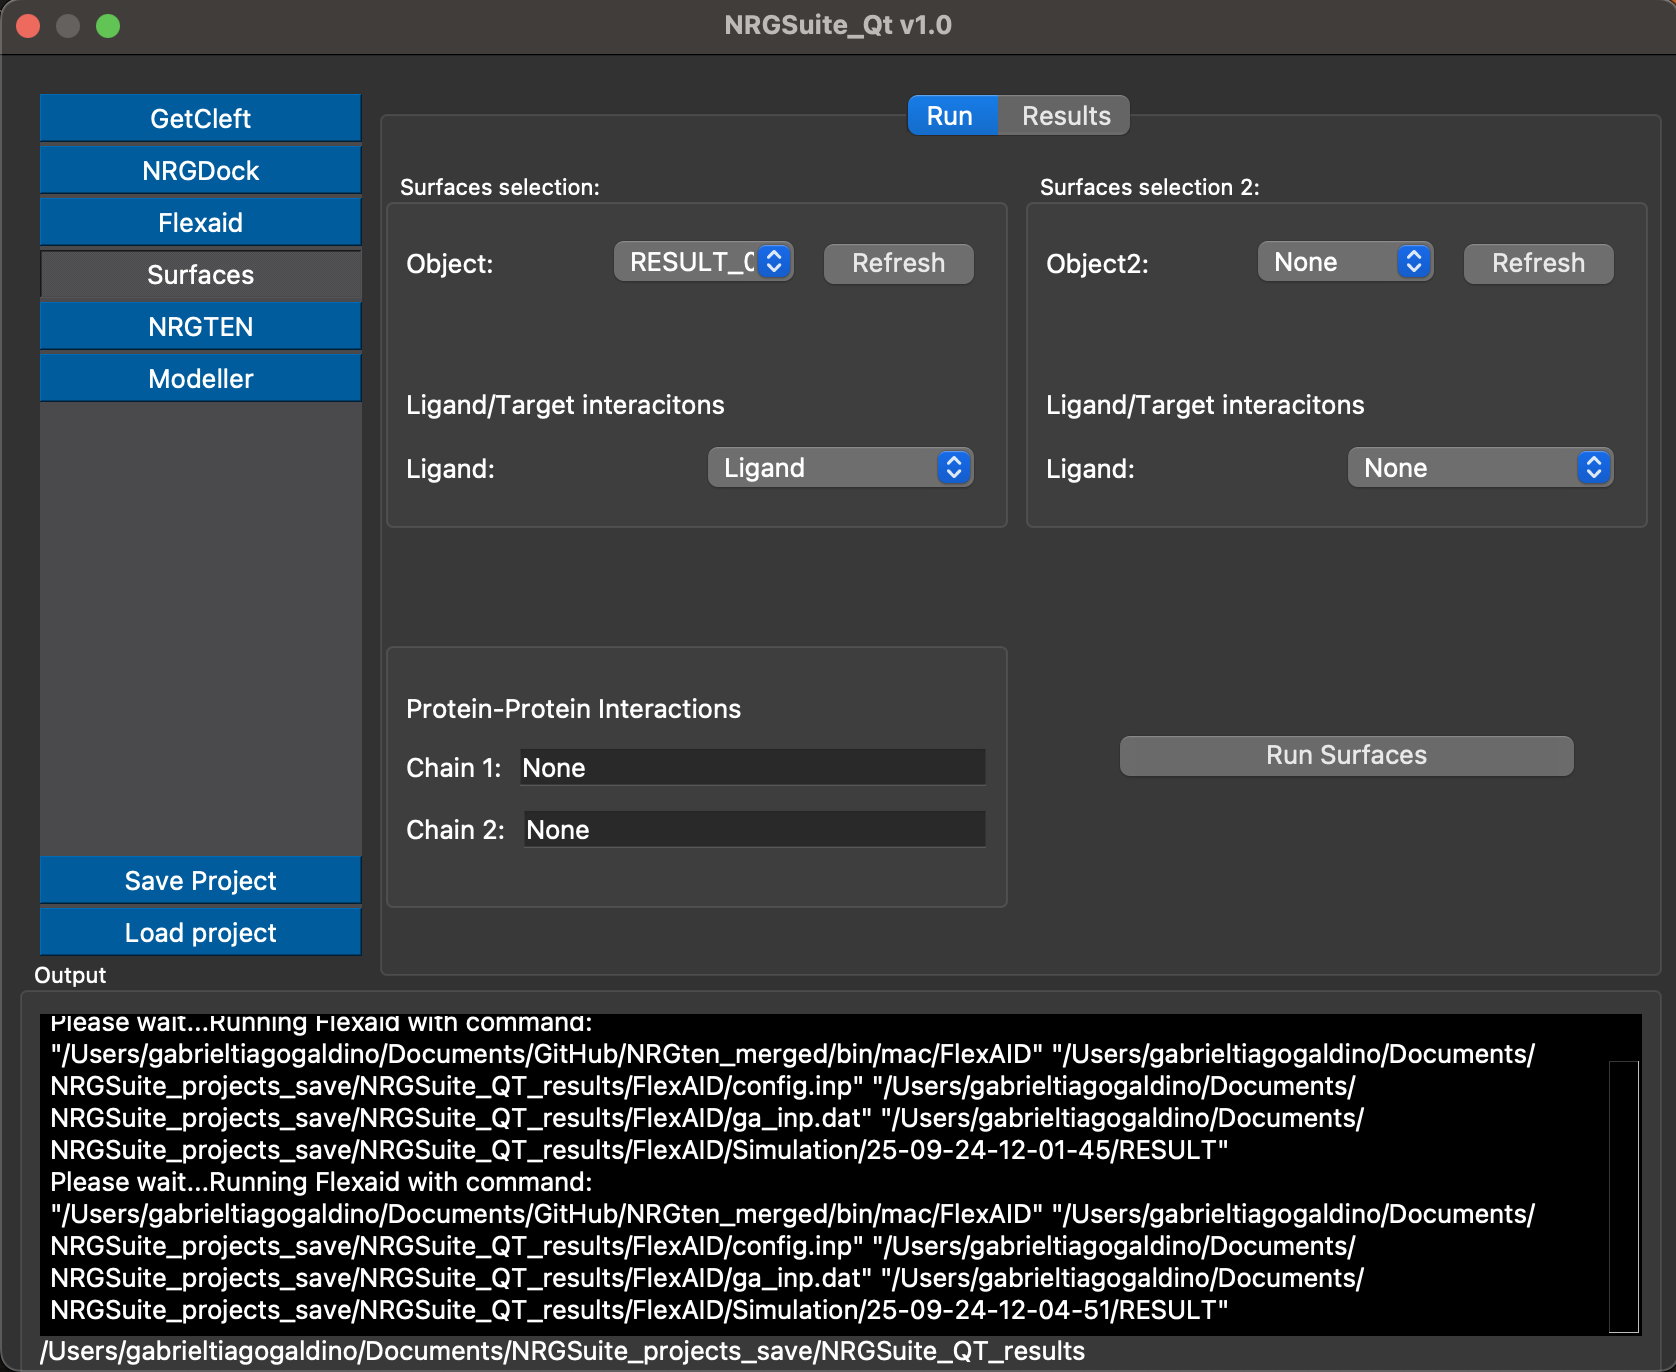 NRGSuite_Qt v1.0
GetCleft
NRGDock
Flexaid
Surfaces
NRGTEN
Modeller
Save Project
Load project
Run Results
Surfaces selection:
Object: RESULT_0 Refresh
Ligand/Target interacitons
Ligand: Ligand
Surfaces selection 2:
Object2: None Refresh
Ligand/Target interacitons
Ligand: None
Protein-Protein Interactions
Chain 1: None
Chain 2: None
Run Surfaces
Output
Please wait...Running Flexaid with command:
"/Users/gabrieltiagogaldino/Documents/GitHub/NRGten_merged/bin/mac/FlexAID" "/Users/gabrieltiagogaldino/Documents/
NRGSuite_projects_save/NRGSuite_QT_results/FlexAID/config.inp" "/Users/gabrieltiagogaldino/Documents/
NRGSuite_projects_save/NRGSuite_QT_results/FlexAID/ga_inp.dat" "/Users/gabrieltiagogaldino/Documents/
NRGSuite_projects_save/NRGSuite_QT_results/FlexAID/Simulation/25-09-24-12-01-45/RESULT"
Please wait...Running Flexaid with command:
"/Users/gabrieltiagogaldino/Documents/GitHub/NRGten_merged/bin/mac/FlexAID" "/Users/gabrieltiagogaldino/Documents/
NRGSuite_projects_save/NRGSuite_QT_results/FlexAID/config.inp" "/Users/gabrieltiagogaldino/Documents/
NRGSuite_projects_save/NRGSuite_QT_results/FlexAID/ga_inp.dat" "/Users/gabrieltiagogaldino/Documents/
NRGSuite_projects_save/NRGSuite_QT_results/FlexAID/Simulation/25-09-24-12-04-51/RESULT"
/Users/gabrieltiagogaldino/Documents/NRGSuite_projects_save/NRGSuite_QT_results